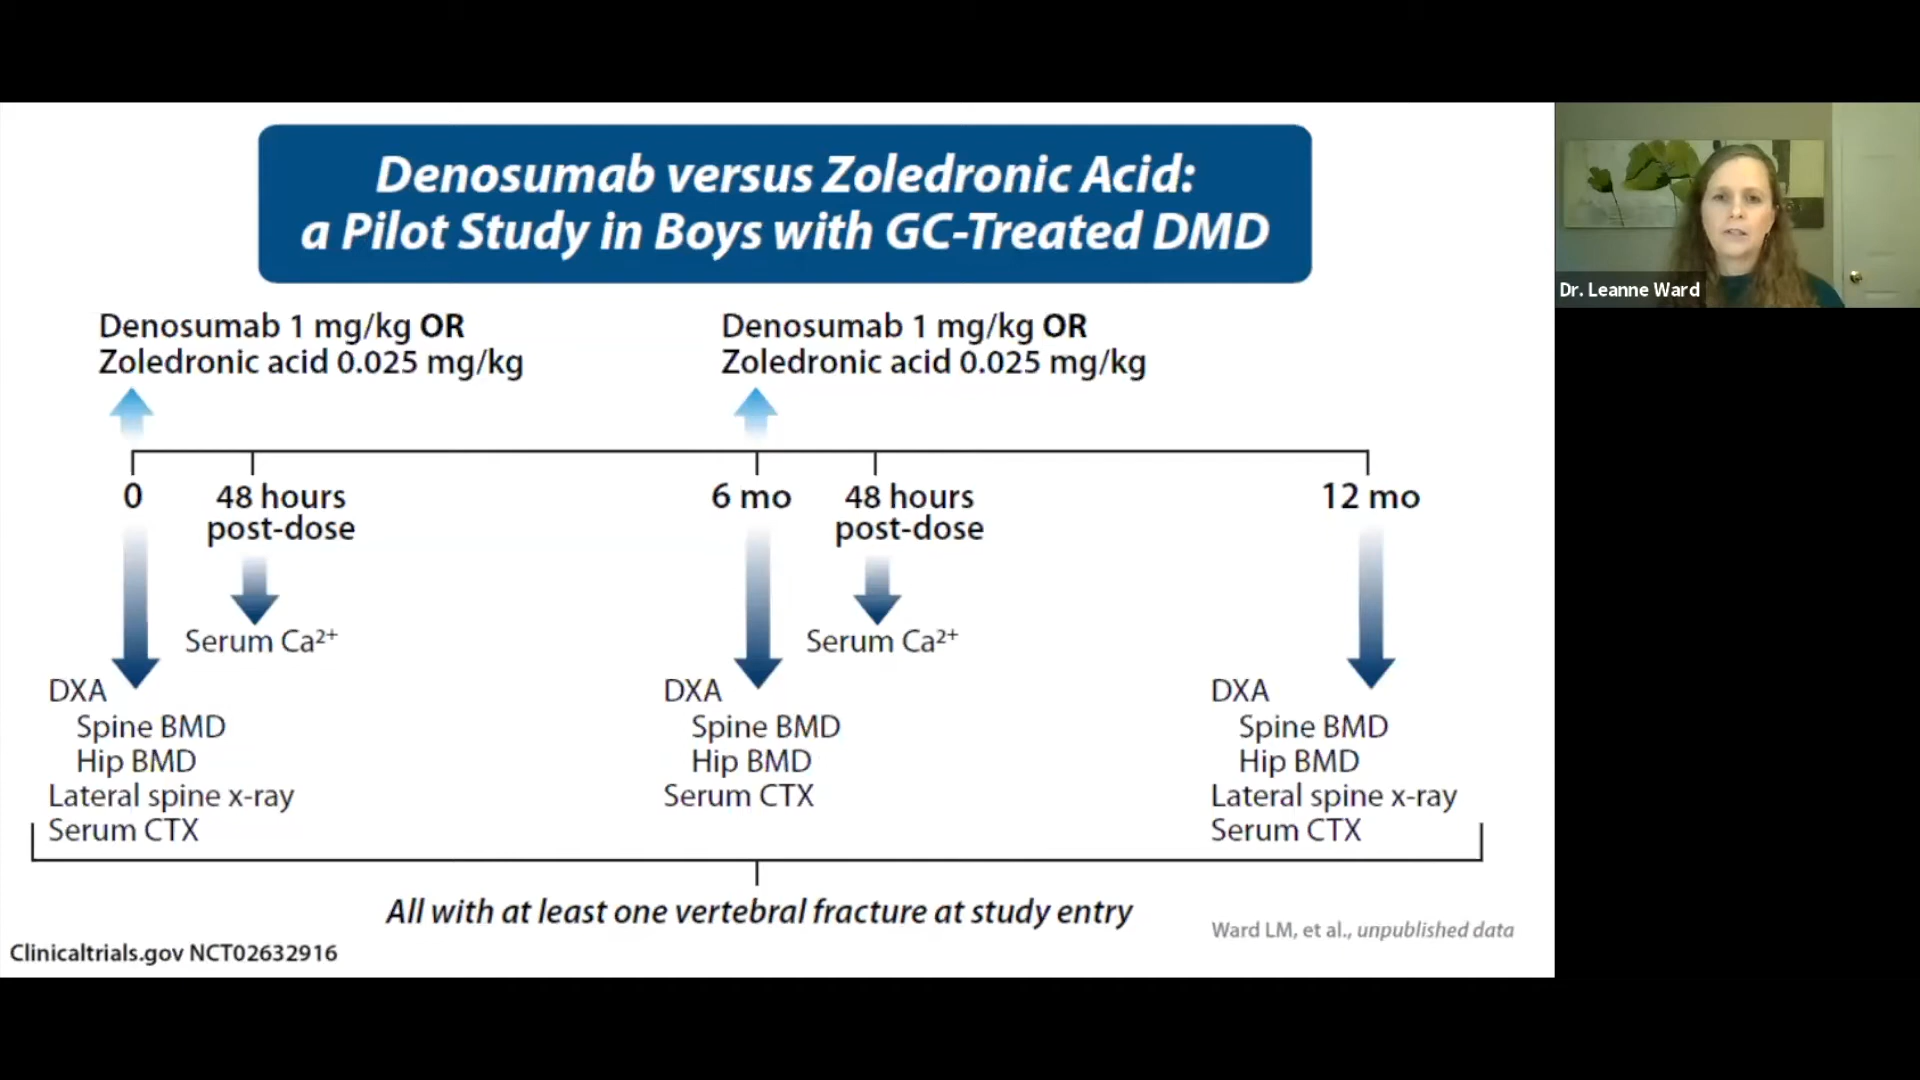 Denosumab versus Zoledronic Acid:
a Pilot Study in Boys with GC-Treated DMD
Dr. Leanne Ward
Denosumab 1 mg/kg OR
Zoledronic acid 0.025 mg/kg
Denosumab 1 mg/kg OR
Zoledronic acid 0.025 mg/kg
0
48 hours
post-dose
6 mo
48 hours
post-dose
12 mo
Serum Ca²⁺
Serum Ca²⁺
DXA
Spine BMD
Hip BMD
Lateral spine x-ray
Serum CTX
DXA
Spine BMD
Hip BMD
Serum CTX
DXA
Spine BMD
Hip BMD
Lateral spine x-ray
Serum CTX
All with at least one vertebral fracture at study entry
Ward LM, et al., unpublished data
Clinicaltrials.gov NCT02632916